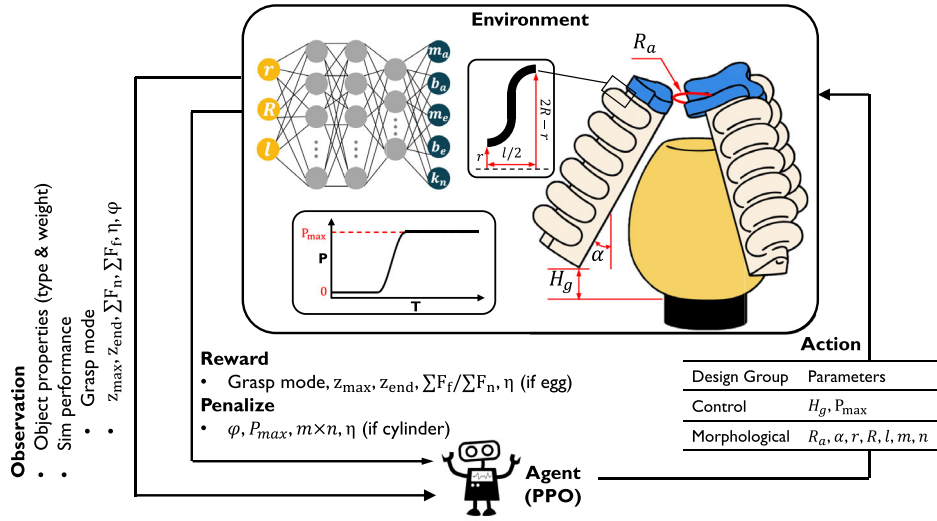 Environment
r
R
l
m_a
b_a
m_e
b_e
k_n
r
l/2
2R − r
R_a
α
H_g
P_max
P
0
T
Observation
• Object properties (type & weight)
• Sim performance
• Grasp mode
• z_max, z_end, ∑F_n, ∑F_f, η, φ
Reward
• Grasp mode, z_max, z_end, ∑F_f/∑F_n, η (if egg)
Penalize
• φ, P_max, m×n, η (if cylinder)
Agent
(PPO)
Action
Design Group Parameters
Control H_g, P_max
Morphological R_a, α, r, R, l, m, n